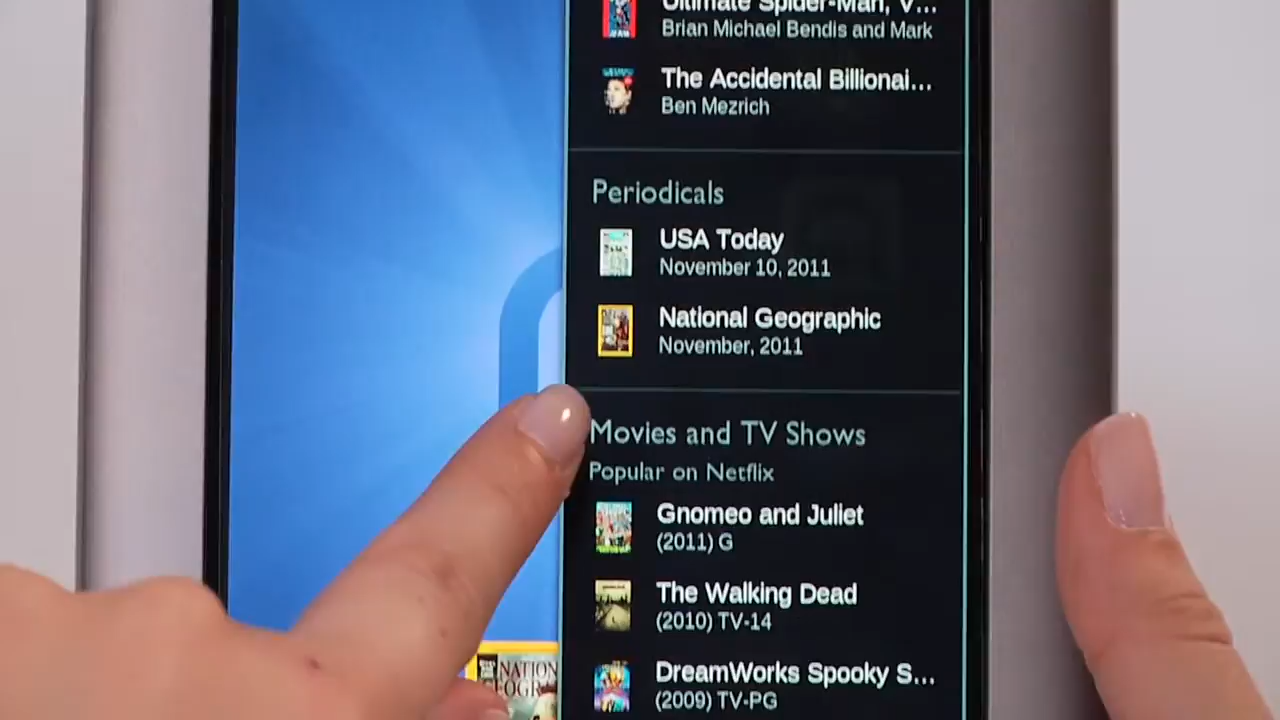 Ultimate Spider-Man, V...
Brian Michael Bendis and Mark
The Accidental Billionai...
Ben Mezrich
Periodicals
USA Today
November 10, 2011
National Geographic
November, 2011
Movies and TV Shows
Popular on Netflix
Gnomeo and Juliet
(2011) G
The Walking Dead
(2010) TV-14
DreamWorks Spooky S...
(2009) TV-PG
NATION
EOGR